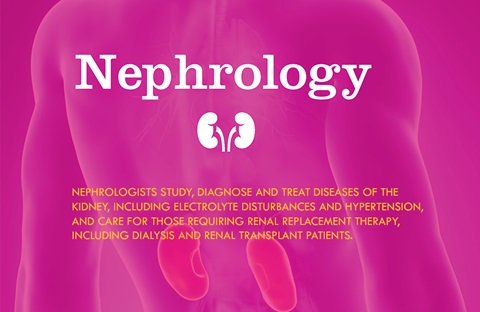 Nephrology
NEPHROLOGISTS STUDY, DIAGNOSE AND TREAT DISEASES OF THE
KIDNEY, INCLUDING ELECTROLYTE DISTURBANCES AND HYPERTENSION,
AND CARE FOR THOSE REQUIRING RENAL REPLACEMENT THERAPY,
INCLUDING DIALYSIS AND RENAL TRANSPLANT PATIENTS.